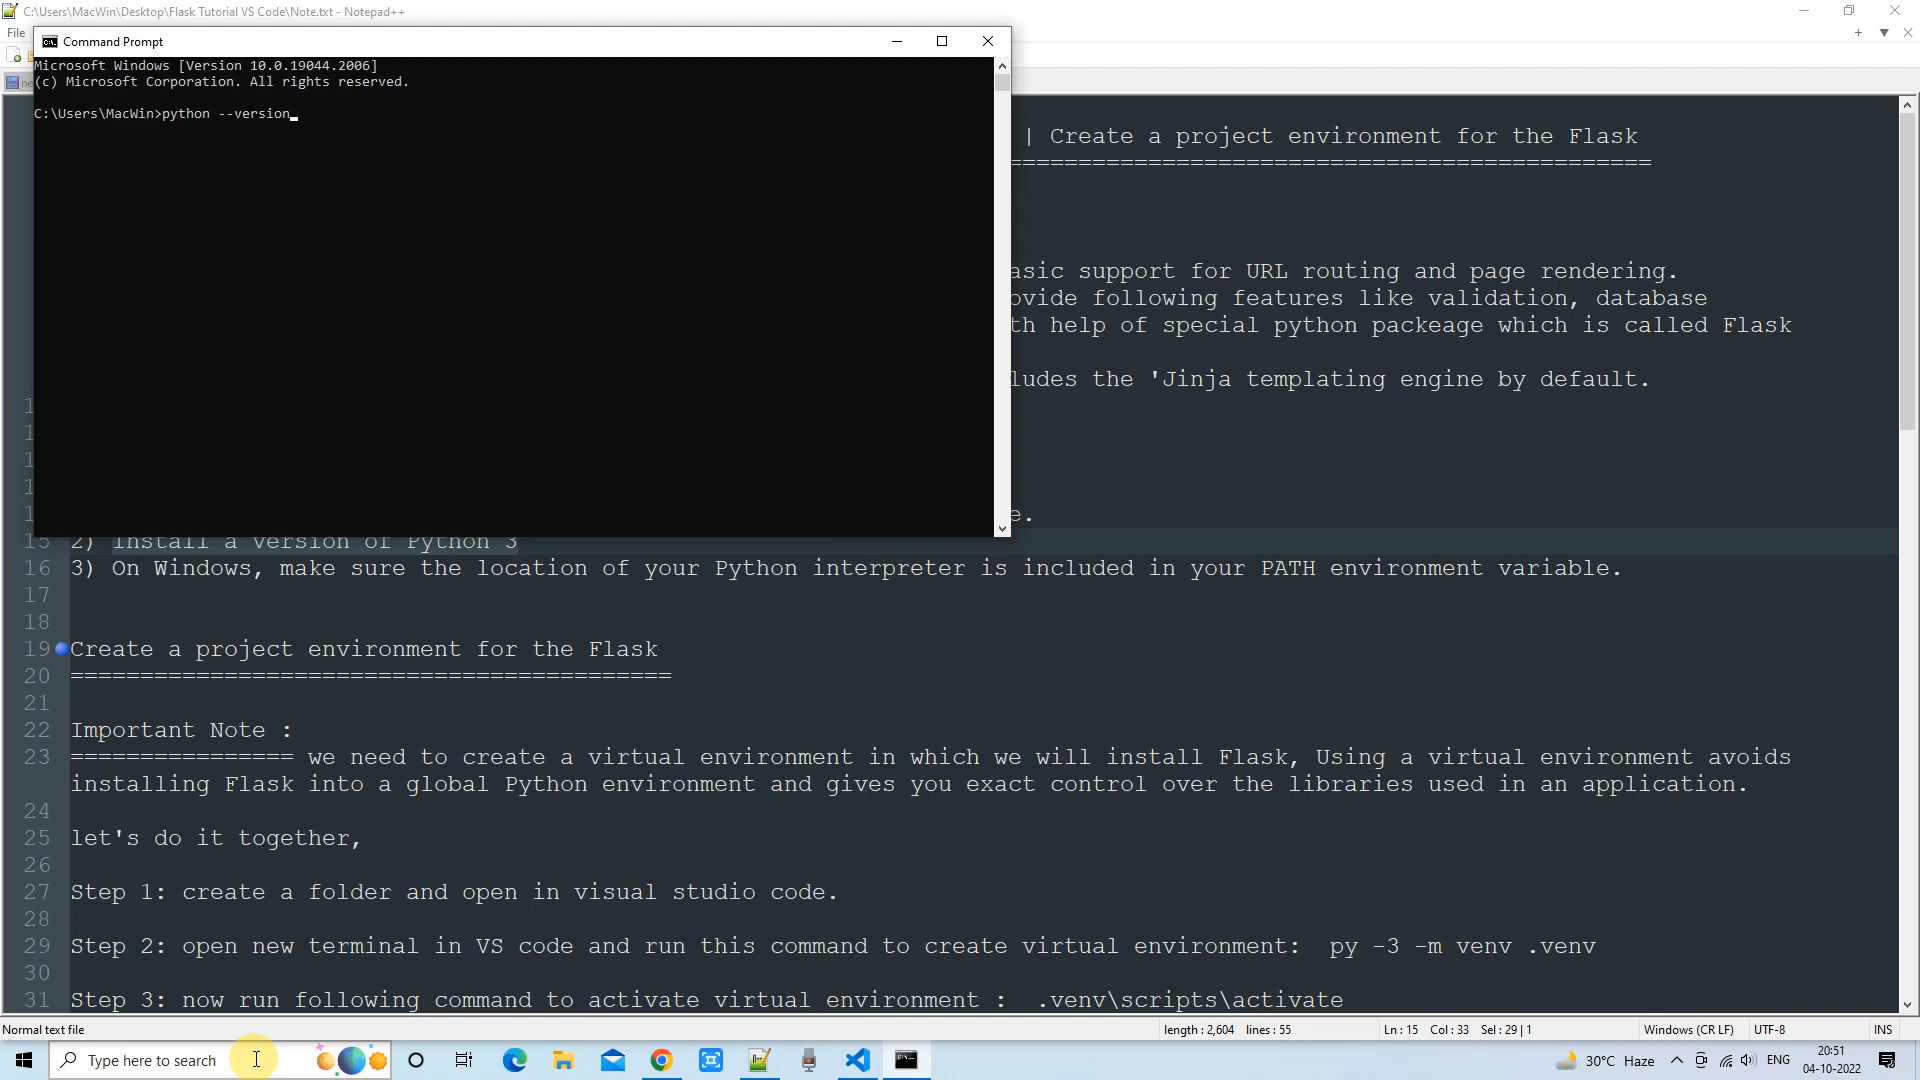 C:\Users\MacWin\Desktop\Flask Tutorial VS Code\Note.txt - Notepad++
File
Command Prompt
Microsoft Windows [Version 10.0.19044.2006]
(c) Microsoft Corporation. All rights reserved.
C:\Users\MacWin>python --version
| Create a project environment for the Flask
==============================================
asic support for URL routing and page rendering.
ovide following features like validation, database
th help of special python packeage which is called Flask
ludes the 'Jinja templating engine by default.
e.
15 2) Install a version of Python 3
16 3) On Windows, make sure the location of your Python interpreter is included in your PATH environment variable.
17
18
19 Create a project environment for the Flask
20 ===========================================
21
22 Important Note :
23 ================ we need to create a virtual environment in which we will install Flask, Using a virtual environment avoids
installing Flask into a global Python environment and gives you exact control over the libraries used in an application.
24
25 let's do it together,
26
27 Step 1: create a folder and open in visual studio code.
28
29 Step 2: open new terminal in VS code and run this command to create virtual environment:  py -3 -m venv .venv
30
31 Step 3: now run following command to activate virtual environment :  .venv\scripts\activate
Normal text file length : 2,604 lines : 55 Ln : 15 Col : 33 Sel : 29 | 1 Windows (CR LF) UTF-8 INS
Type here to search
30°C Haze ENG 20:51
04-10-2022